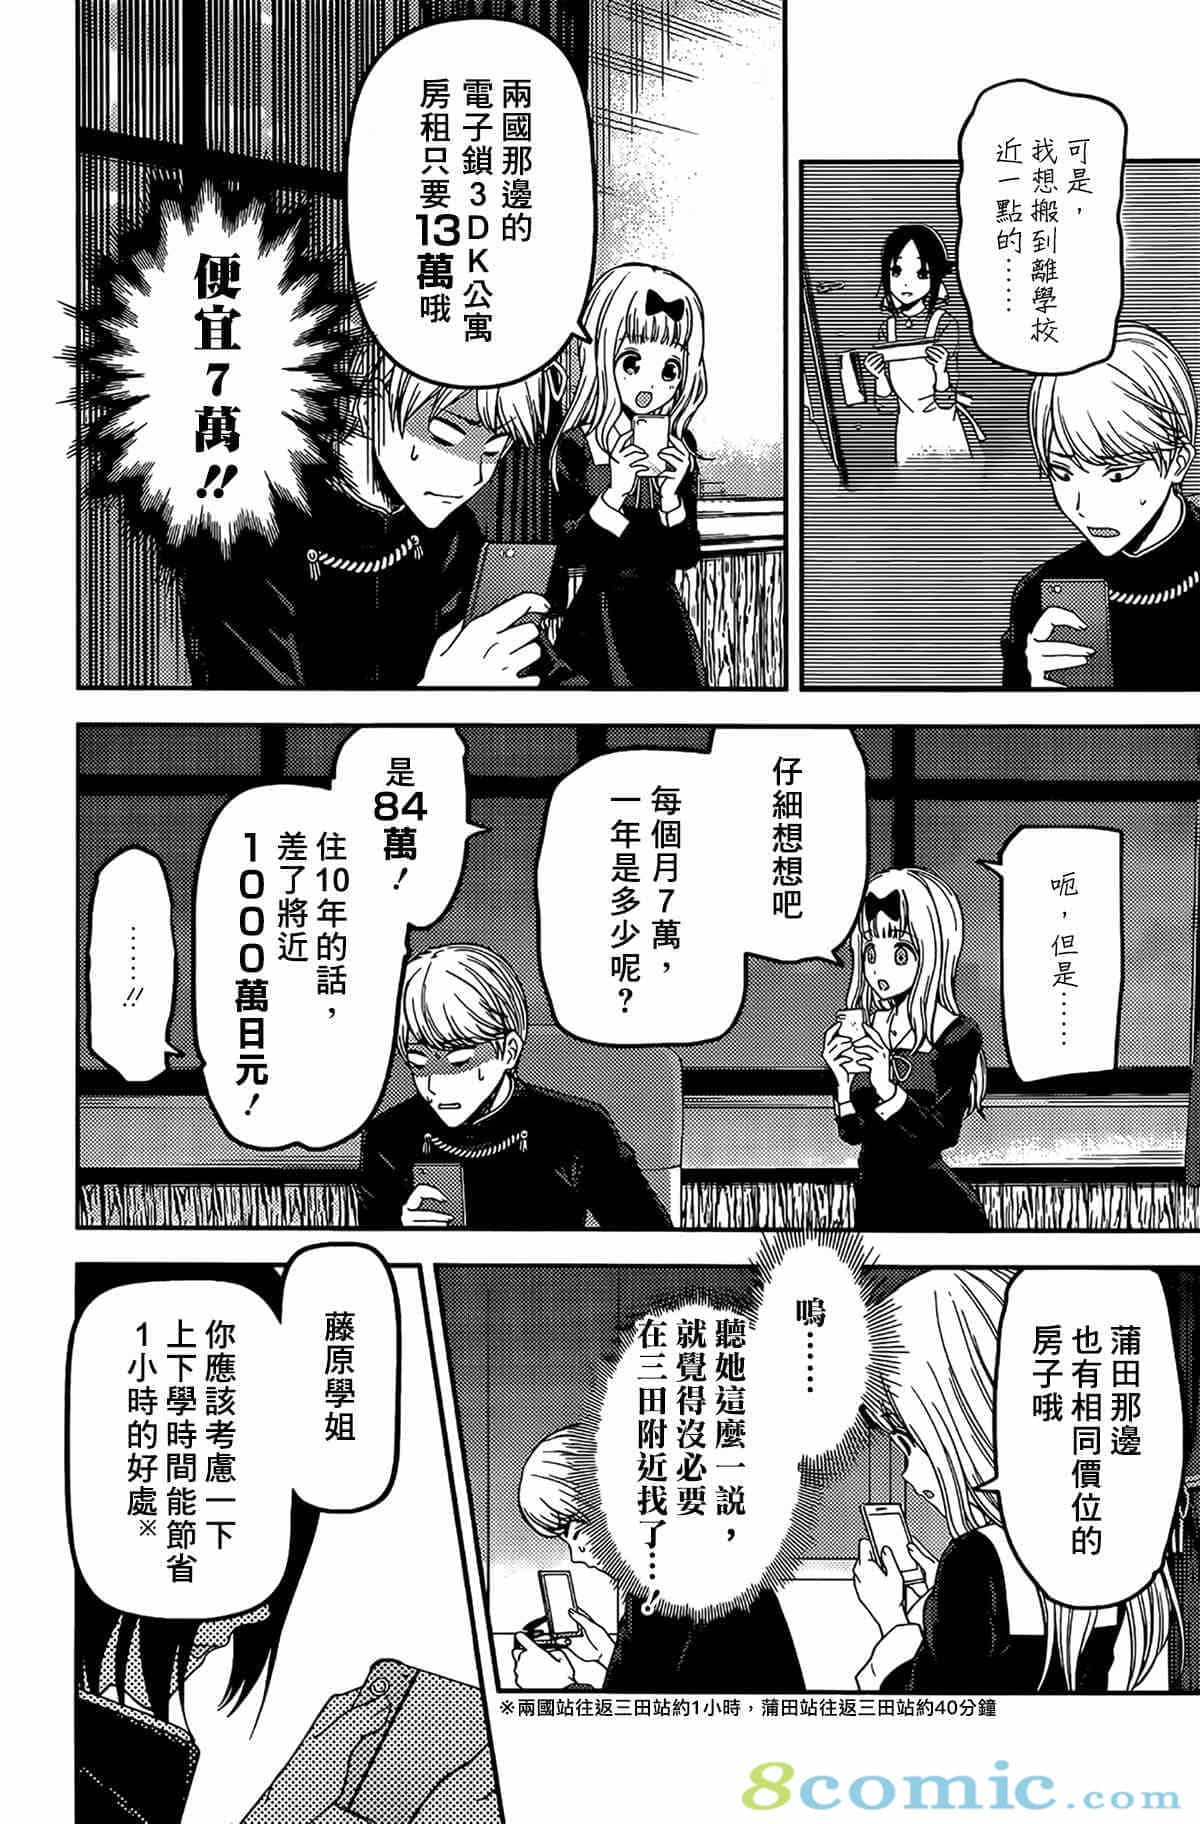 可是，
我想搬到離學校
近一點的……
兩國那邊的
電子鎖3DK公寓
房租只要13萬哦
便宜7萬!!
呃，但是……
仔細想想吧
每個月7萬，
一年是多少呢？
是
84
萬！
住10年的話，
差了將近
1000萬日元！
……!!
蒲田那邊
也有相同價位的
房子哦
嗚……
聽她這麼一說，
就覺得沒必要
在三田附近找了…！
※兩國站往返三田站約1小時，蒲田站往返三田站約40分鐘
藤原學姐
你應該考慮一下
上下學時間能節省
1小時的好處※
8comic.com